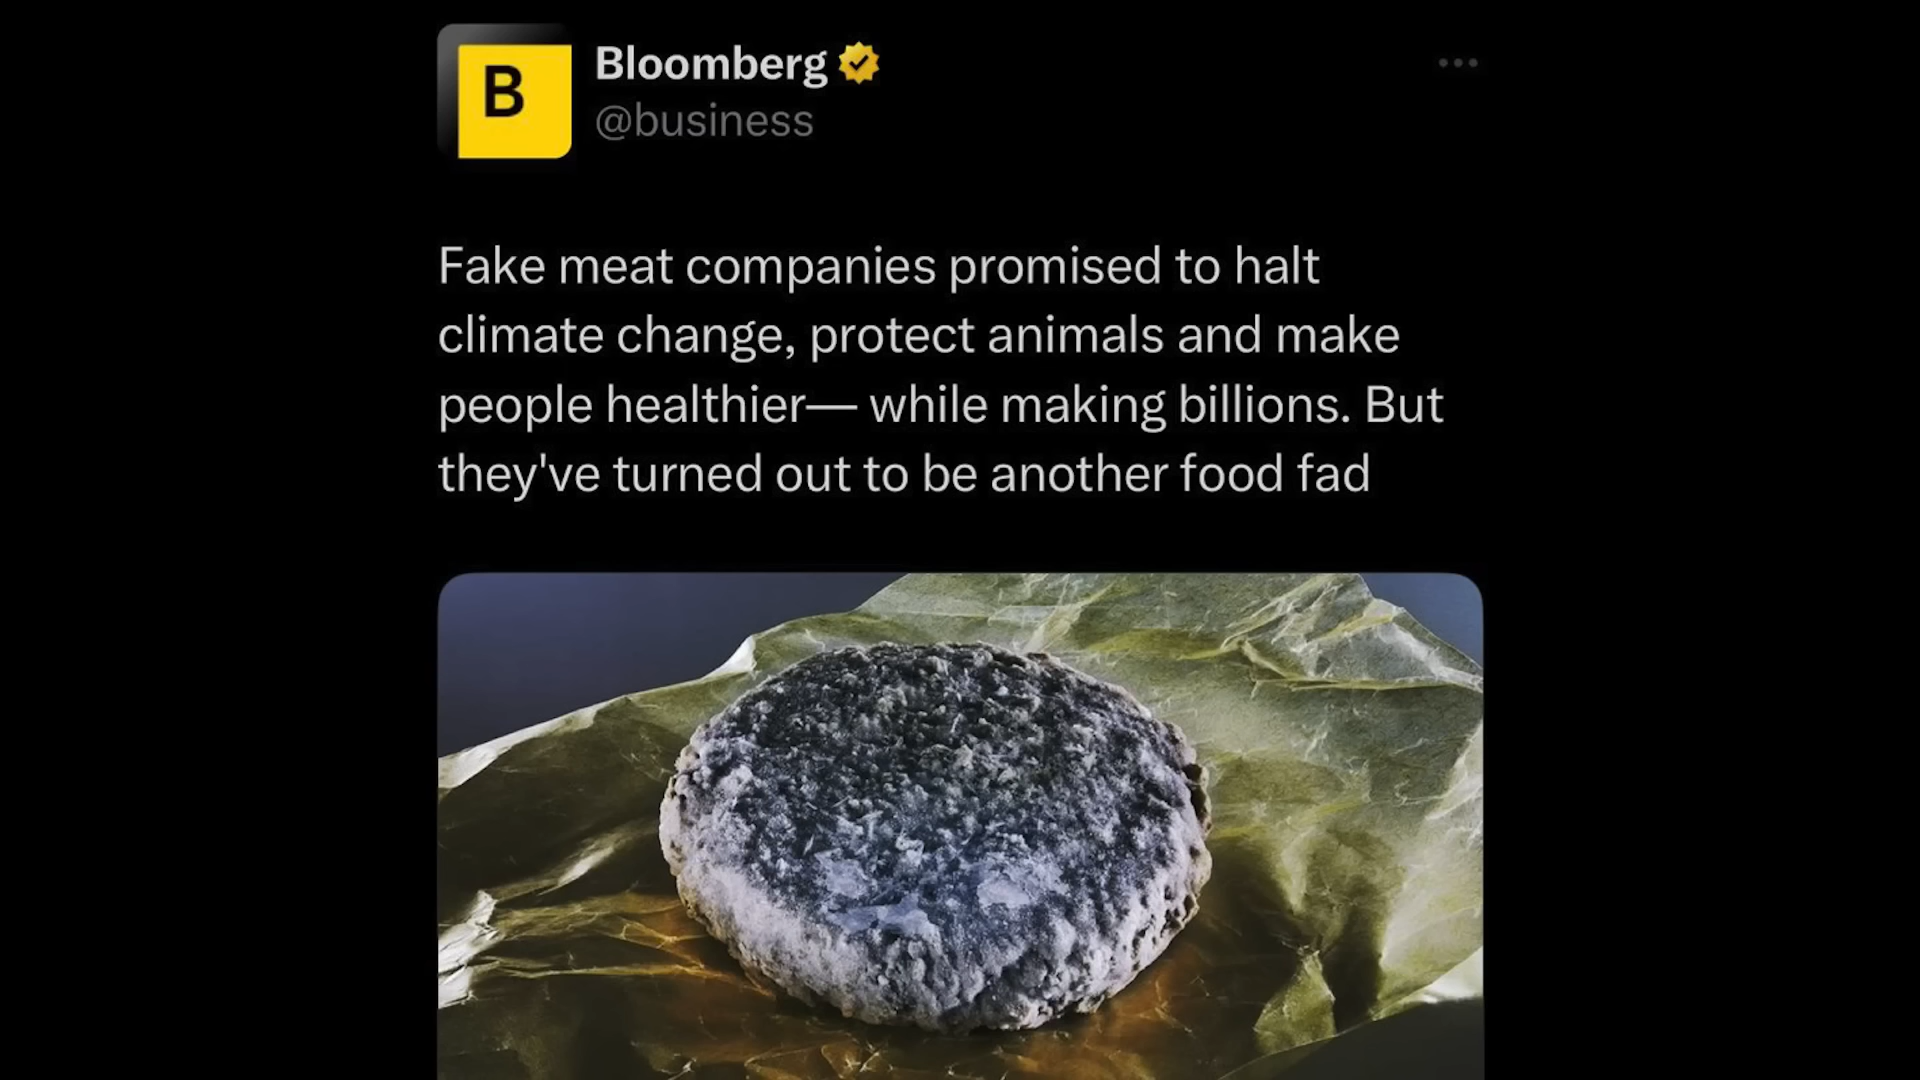 B
Bloomberg
@business
Fake meat companies promised to halt
climate change, protect animals and make
people healthier— while making billions. But
they've turned out to be another food fad